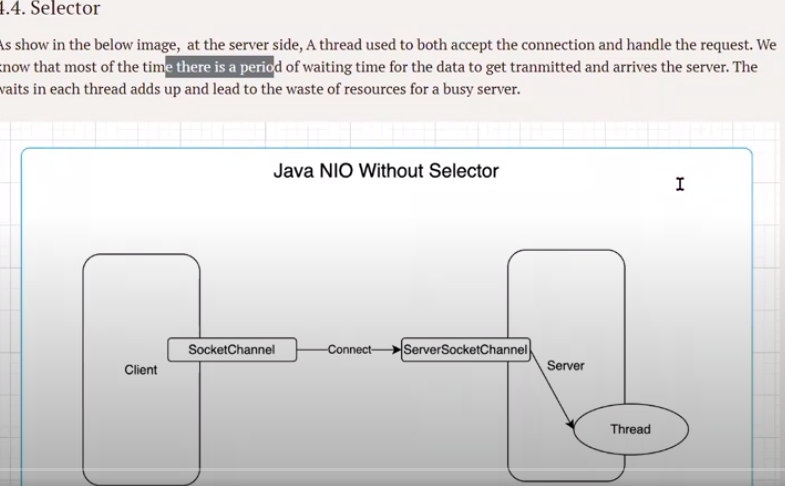 4.4. Selector
As show in the below image, at the server side, A thread used to both accept the connection and handle the request. We
know that most of the time there is a period of waiting time for the data to get tranmitted and arrives the server. The
waits in each thread adds up and lead to the waste of resources for a busy server.
Java NIO Without Selector
SocketChannel
Connect
ServerSocketChannel
Client
Server
Thread